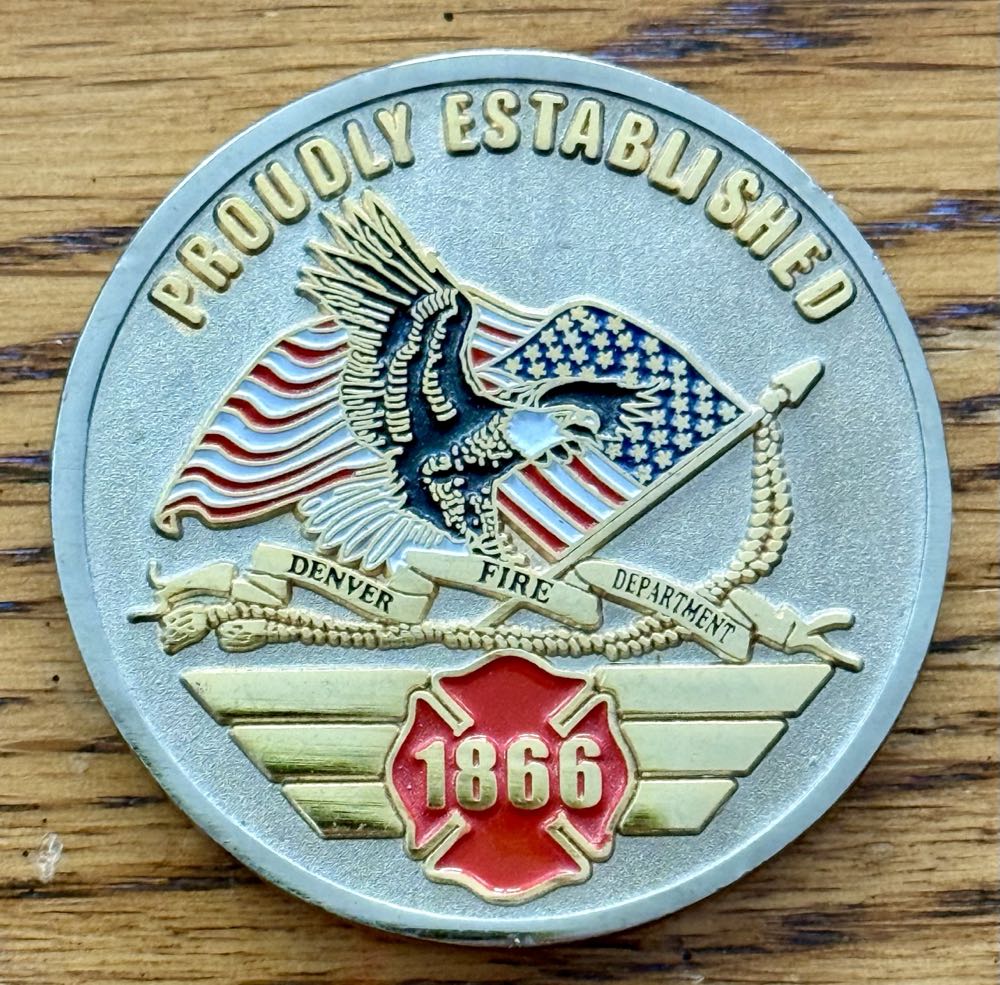 PROUDLY ESTABLISHED
DENVER FIRE DEPARTMENT
1866